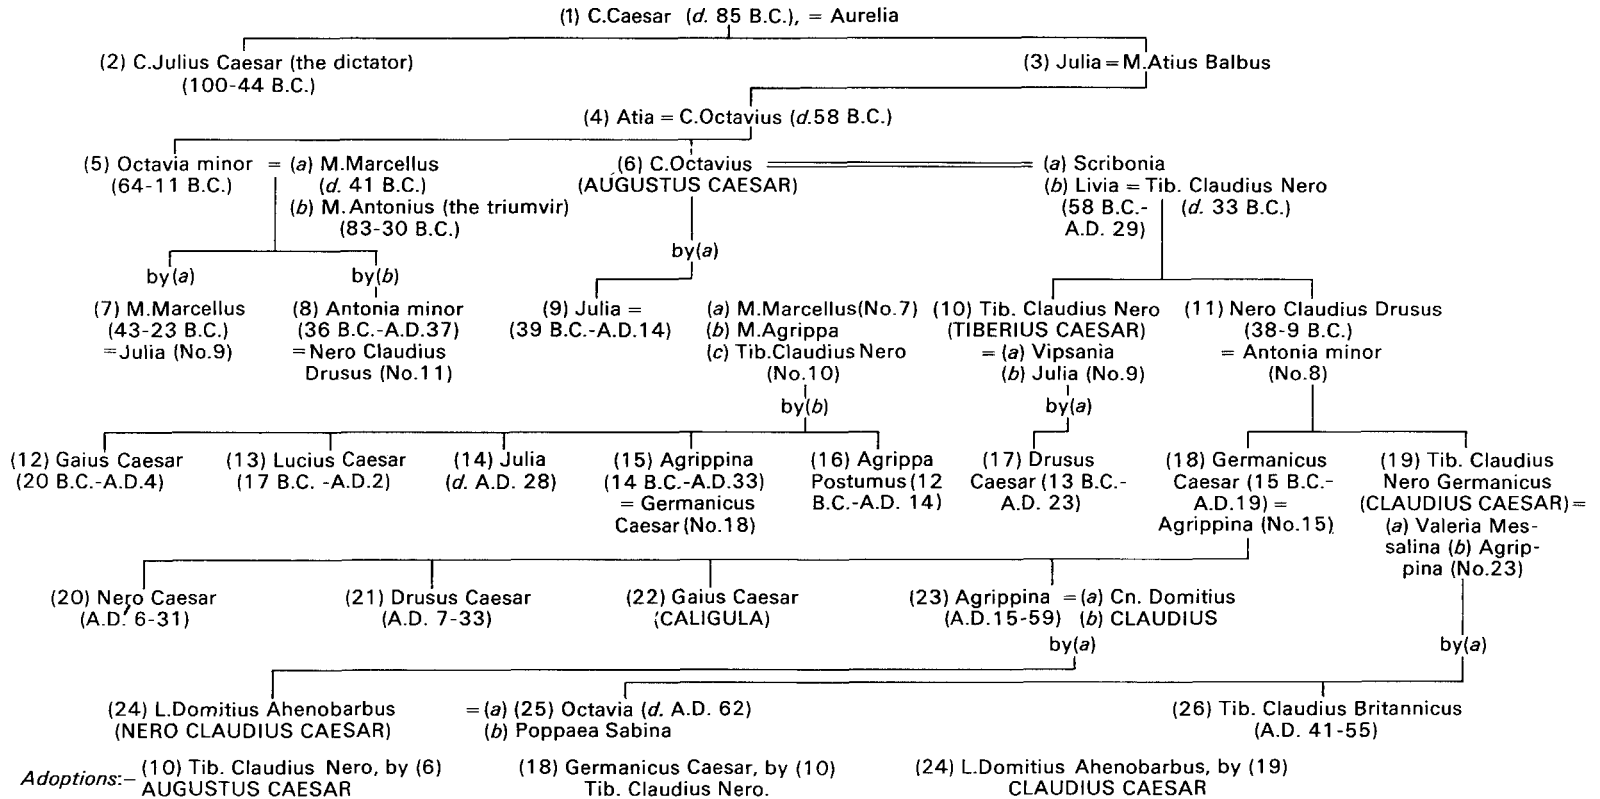 (1) C.Caesar (d. 85 B.C.), = Aurelia
(2) C.Julius Caesar (the dictator)
(100-44 B.C.)
(3) Julia = M.Atius Balbus
(4) Atia = C.Octavius (d.58 B.C.)
(5) Octavia minor = (a) M.Marcellus
(64-11 B.C.) (d. 41 B.C.)
(b) M.Antonius (the triumvir)
(83-30 B.C.)
(6) C.Octavius
(AUGUSTUS CAESAR)
(a) Scribonia
(b) Livia = Tib. Claudius Nero
(58 B.C.- (d. 33 B.C.)
A.D. 29)
by(a)
by(a)
by(b)
(7) M.Marcellus
(43-23 B.C.)
=Julia (No.9)
(8) Antonia minor
(36 B.C.-A.D.37)
=Nero Claudius
Drusus (No.11)
(9) Julia =
(39 B.C.-A.D.14)
(a) M.Marcellus(No.7)
(b) M.Agrippa
(c) Tib.Claudius Nero
(No.10)
(10) Tib. Claudius Nero
(TIBERIUS CAESAR)
= (a) Vipsania
(b) Julia (No.9)
(11) Nero Claudius Drusus
(38-9 B.C.)
= Antonia minor
(No.8)
by(b)
by(a)
(12) Gaius Caesar
(20 B.C.-A.D.4)
(13) Lucius Caesar
(17 B.C. -A.D.2)
(14) Julia
(d. A.D. 28)
(15) Agrippina
(14 B.C.-A.D.33)
= Germanicus
Caesar (No.18)
(16) Agrippa
Postumus (12
B.C.-A.D. 14)
(17) Drusus
Caesar (13 B.C.-
A.D. 23)
(18) Germanicus
Caesar (15 B.C.-
A.D.19) =
Agrippina (No.15)
(19) Tib. Claudius
Nero Germanicus
(CLAUDIUS CAESAR) =
(a) Valeria Mes-
salina (b) Agrip-
pina (No.23)
(20) Nero Caesar
(A.D. 6-31)
(21) Drusus Caesar
(A.D. 7-33)
(22) Gaius Caesar
(CALIGULA)
(23) Agrippina = (a) Cn. Domitius
(A.D.15-59) (b) CLAUDIUS
by(a)
by(a)
(24) L.Domitius Ahenobarbus
(NERO CLAUDIUS CAESAR)
= (a) (25) Octavia (d. A.D. 62)
(b) Poppaea Sabina
(26) Tib. Claudius Britannicus
(A.D. 41-55)
Adoptions:— (10) Tib. Claudius Nero, by (6)
AUGUSTUS CAESAR
(18) Germanicus Caesar, by (10)
Tib. Claudius Nero.
(24) L.Domitius Ahenobarbus, by (19)
CLAUDIUS CAESAR